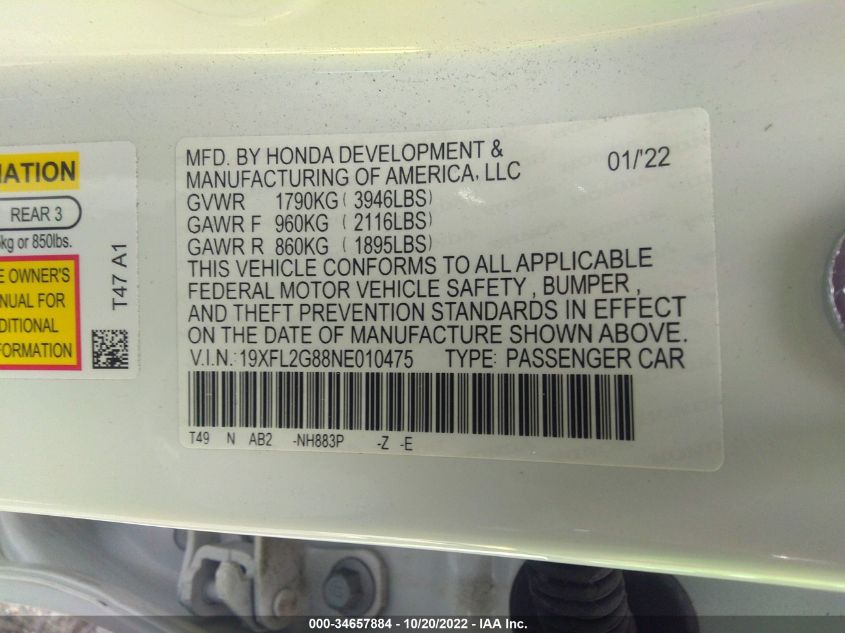 MATION
REAR 3
kg or 850lbs.
E OWNER'S
NUAL FOR
DITIONAL
FORMATION
T47 A1
MFD. BY HONDA DEVELOPMENT &
MANUFACTURING OF AMERICA, LLC
01/'22
GVWR 1790KG (3946LBS)
GAWR F 960KG (2116LBS)
GAWR R 860KG (1895LBS)
THIS VEHICLE CONFORMS TO ALL APPLICABLE
FEDERAL MOTOR VEHICLE SAFETY , BUMPER ,
AND THEFT PREVENTION STANDARDS IN EFFECT
ON THE DATE OF MANUFACTURE SHOWN ABOVE.
V.I.N.: 19XFL2G88NE010475 TYPE: PASSENGER CAR
T49 N AB2 -NH883P -Z -E
000-34657884 - 10/20/2022 - IAA Inc.